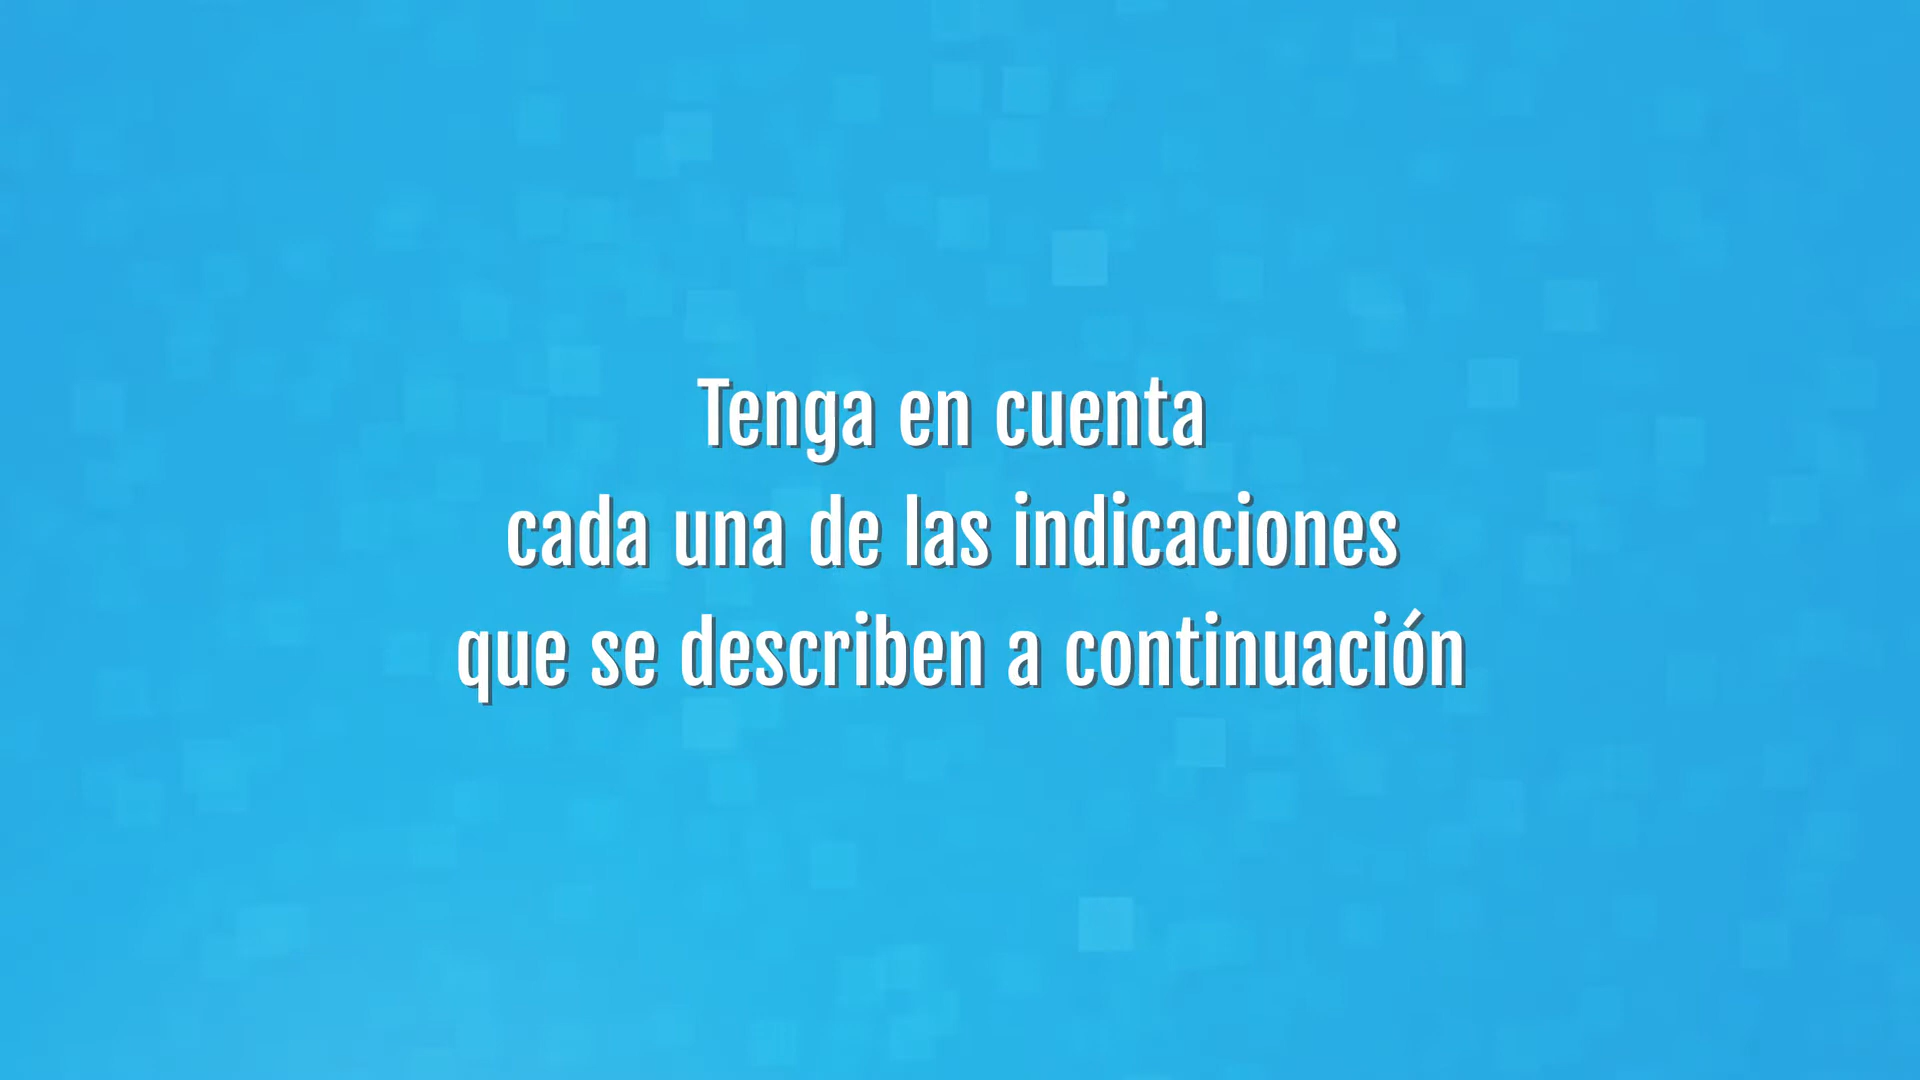 Tenga en cuenta
cada una de las indicaciones
que se describen a continuación